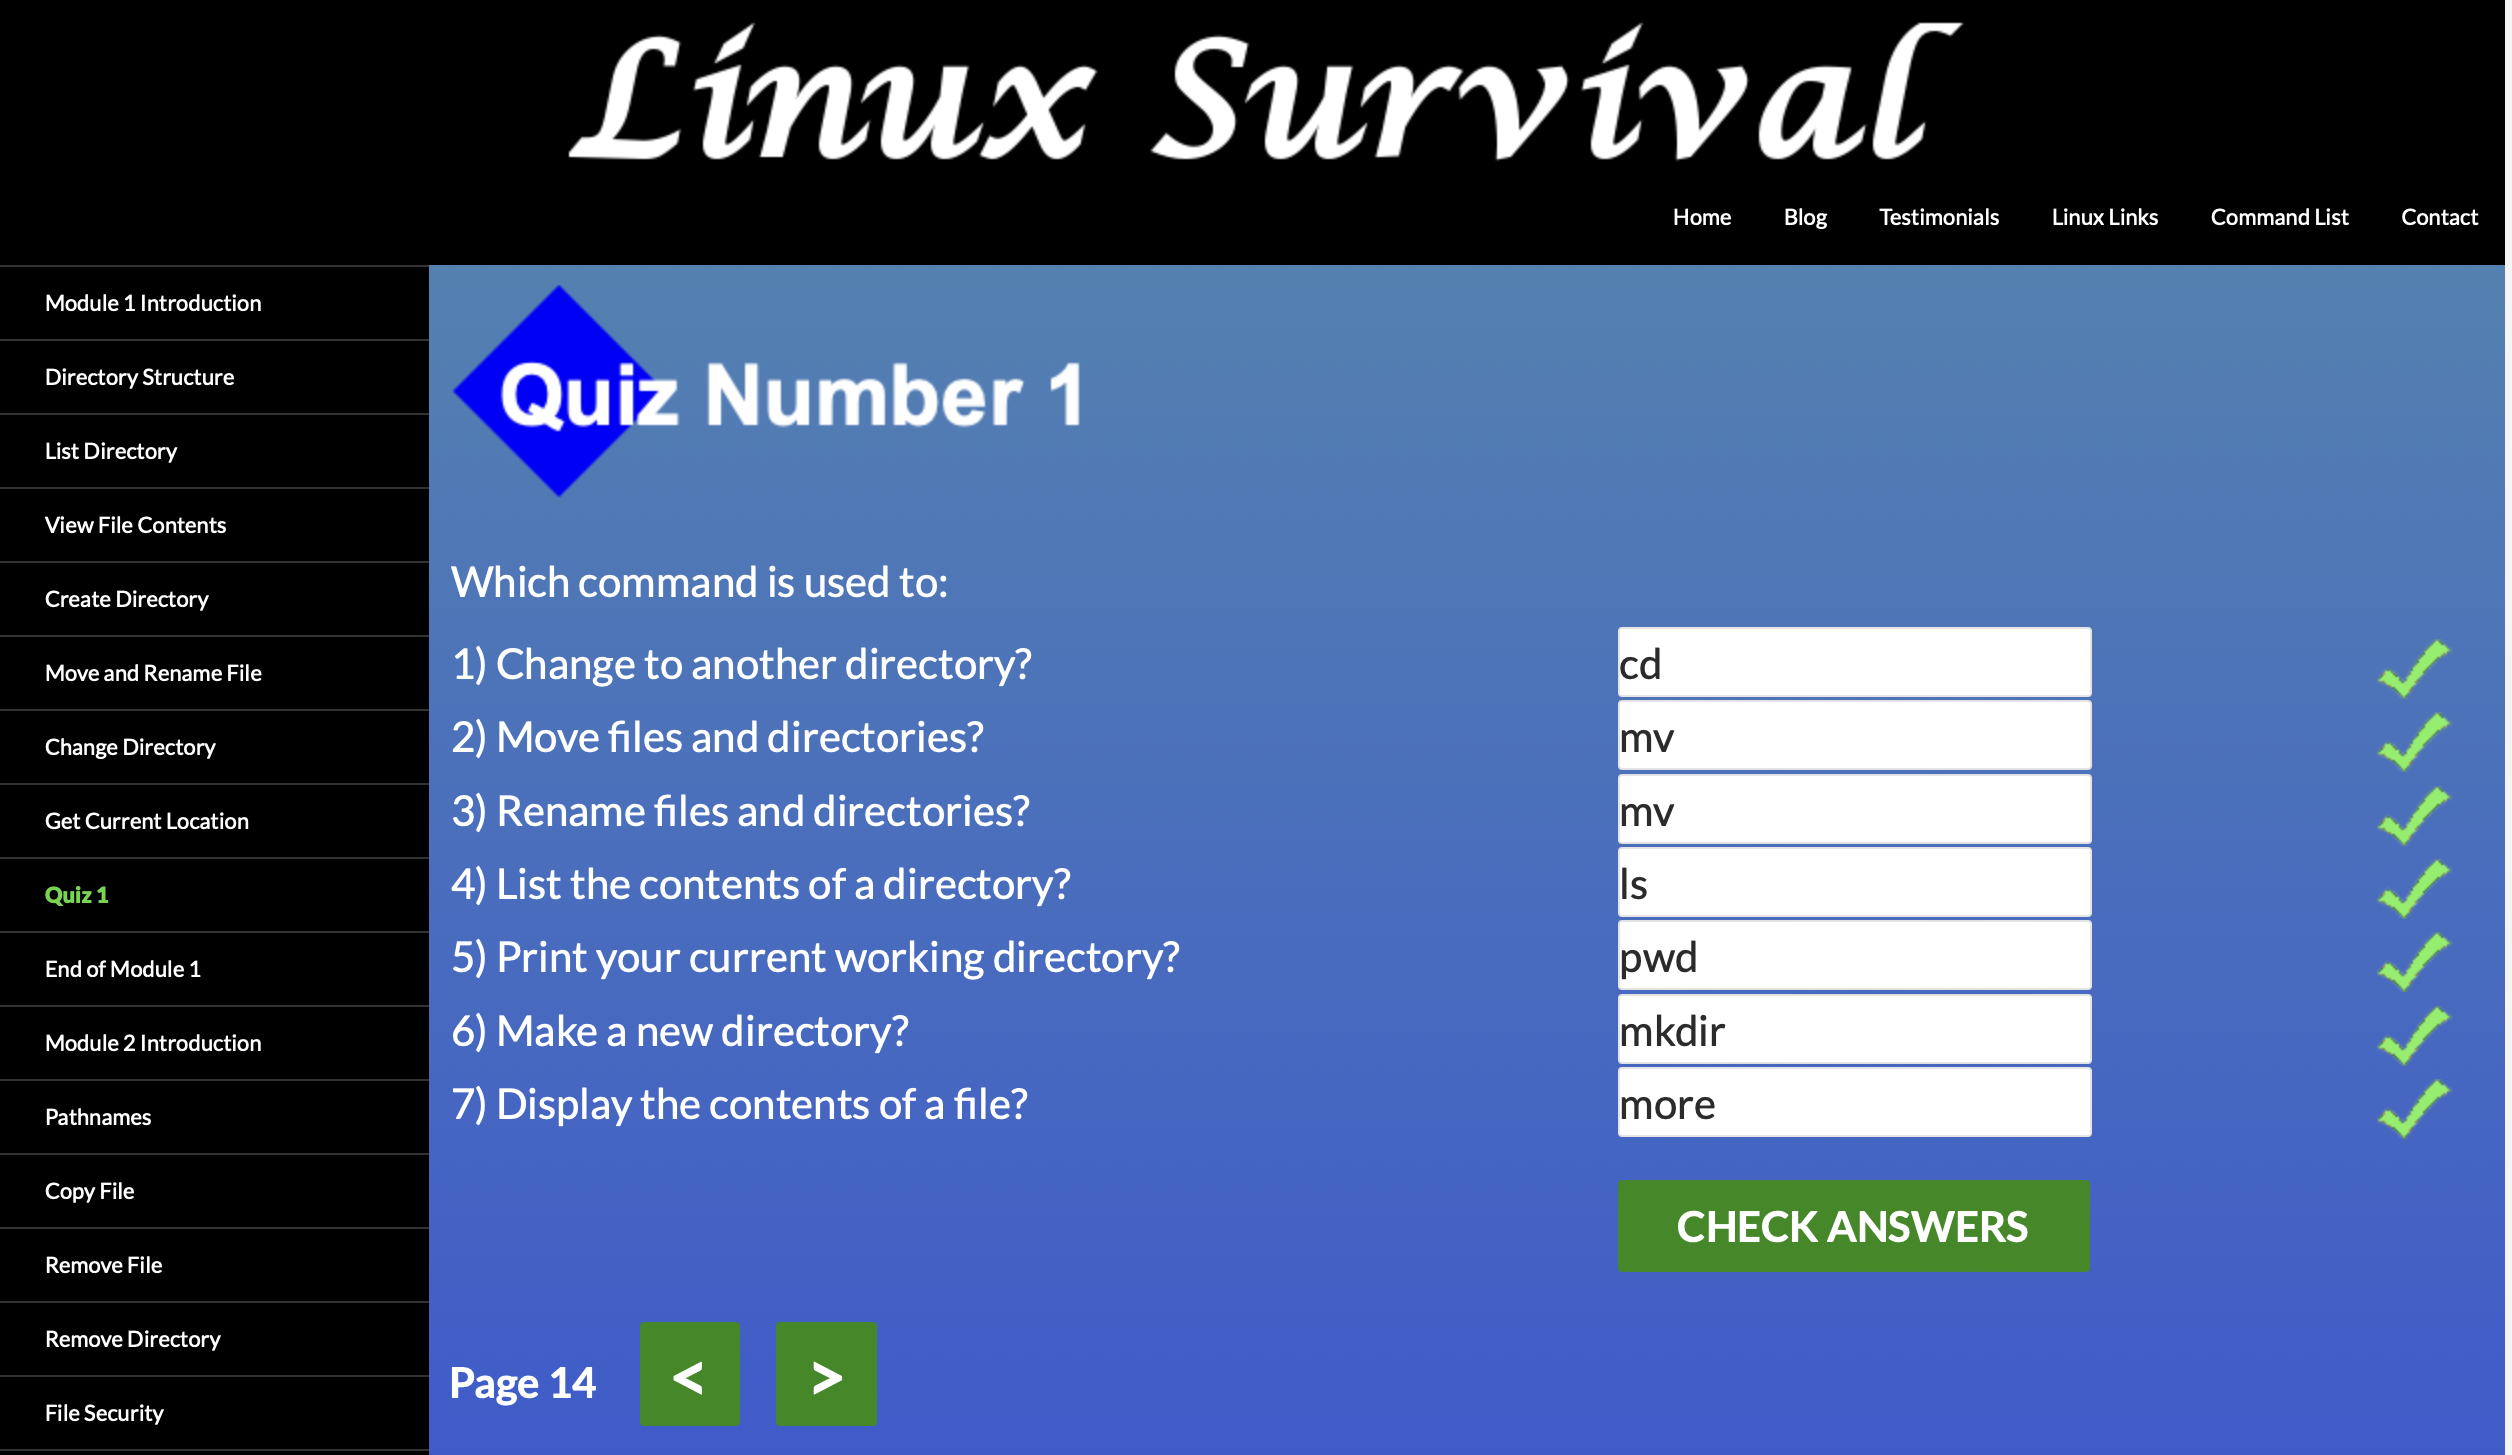 Linux Survival
Home Blog Testimonials Linux Links Command List Contact
Module 1 Introduction
Directory Structure
List Directory
View File Contents
Create Directory
Move and Rename File
Change Directory
Get Current Location
Quiz 1
End of Module 1
Module 2 Introduction
Pathnames
Copy File
Remove File
Remove Directory
File Security
Quiz Number 1
Which command is used to:
1) Change to another directory? cd
2) Move files and directories? mv
3) Rename files and directories? mv
4) List the contents of a directory? ls
5) Print your current working directory? pwd
6) Make a new directory? mkdir
7) Display the contents of a file? more
CHECK ANSWERS
Page 14 < >